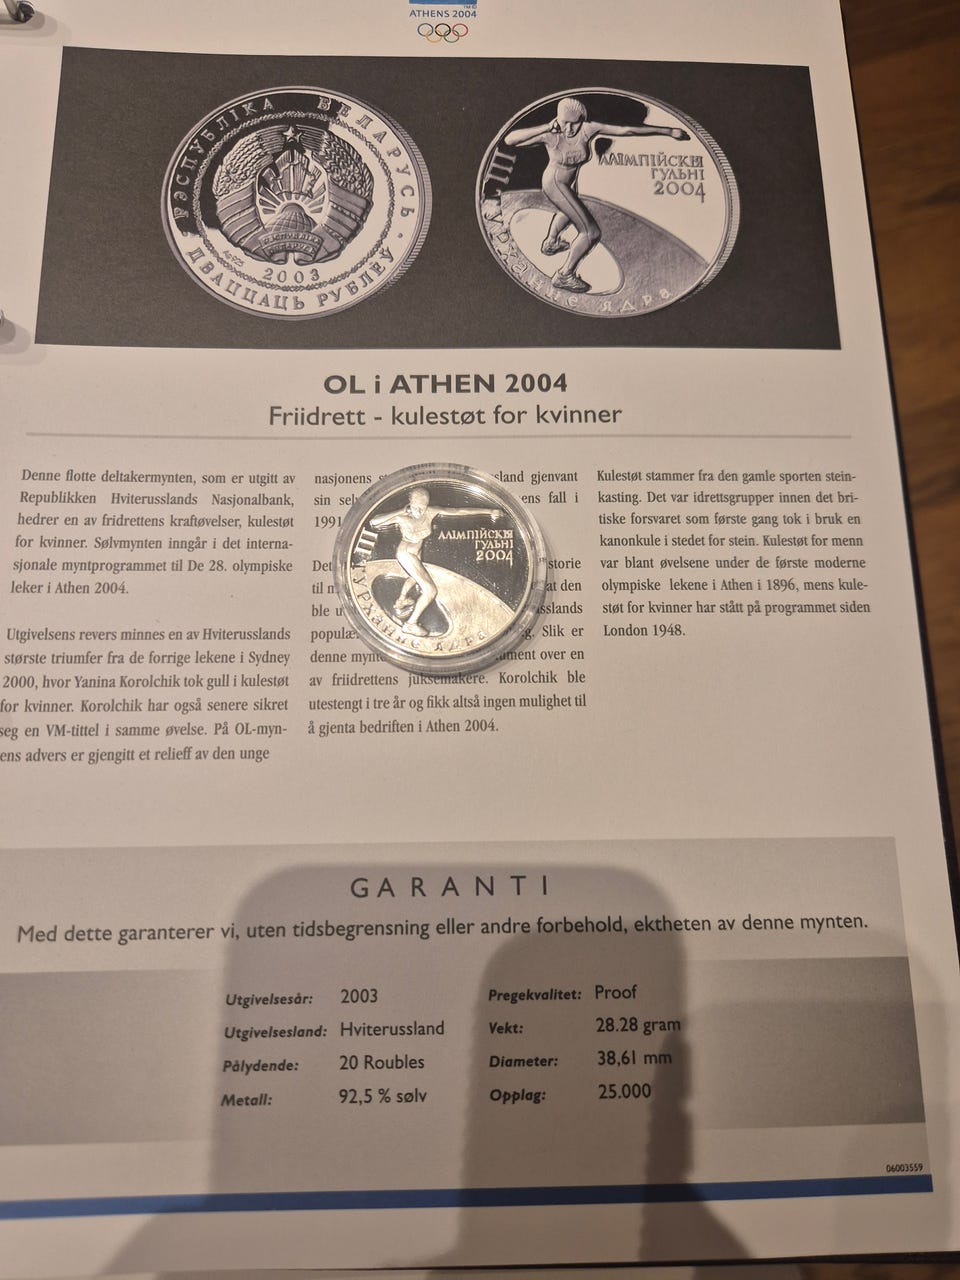 ATHENS 2004
РЭСПУБЛІКА БЕЛАРУСЬ
2003
ДВАЦЦАЦЬ РУБЛЁЎ
АЛІМПІЙСКІЯ
ГУЛЬНІ
2004
ШТУРХАННЕ ЯДРА
OL i ATHEN 2004
Friidrett - kulestøt for kvinner
Denne flotte deltakermynten, som er utgitt av
Republikken Hviterusslands Nasjonalbank,
hedrer en av fridrettens kraftøvelser, kulestøt
for kvinner. Sølvmynten inngår i det interna-
sjonale myntprogrammet til De 28. olympiske
leker i Athen 2004.
Utgivelsens revers minnes en av Hviterusslands
største triumfer fra de forrige lekene i Sydney
2000, hvor Yanina Korolchik tok gull i kulestøt
for kvinner. Korolchik har også senere sikret
seg en VM-tittel i samme øvelse. På OL-myn-
ens advers er gjengitt et relieff av den unge
nasjonens
land gjenvant
sin
ens fall i
1991
Det
storie
til
at den
ble
slands
Slik er
denne
ment over en
av friidrettens juksemakere. Korolchik ble
utestengt i tre år og fikk altså ingen mulighet til
å gjenta bedriften i Athen 2004.
АЛІМПІЙСКІЯ
ГУЛЬНІ
2004
ШТУРХАННЕ ЯДРА
Kulestøt stammer fra den gamle sporten stein-
kasting. Det var idrettsgrupper innen det bri-
tiske forsvaret som første gang tok i bruk en
kanonkule i stedet for stein. Kulestøt for menn
var blant øvelsene under de første moderne
olympiske lekene i Athen i 1896, mens kule-
støt for kvinner har stått på programmet siden
London 1948.
GARANTI
Med dette garanterer vi, uten tidsbegrensning eller andre forbehold, ektheten av denne mynten.
Utgivelsesår: 2003
Utgivelsesland: Hviterussland
Pålydende: 20 Roubles
Metall: 92,5 % sølv
Pregekvalitet: Proof
Vekt: 28.28 gram
Diameter: 38,61 mm
Opplag: 25.000
06003559